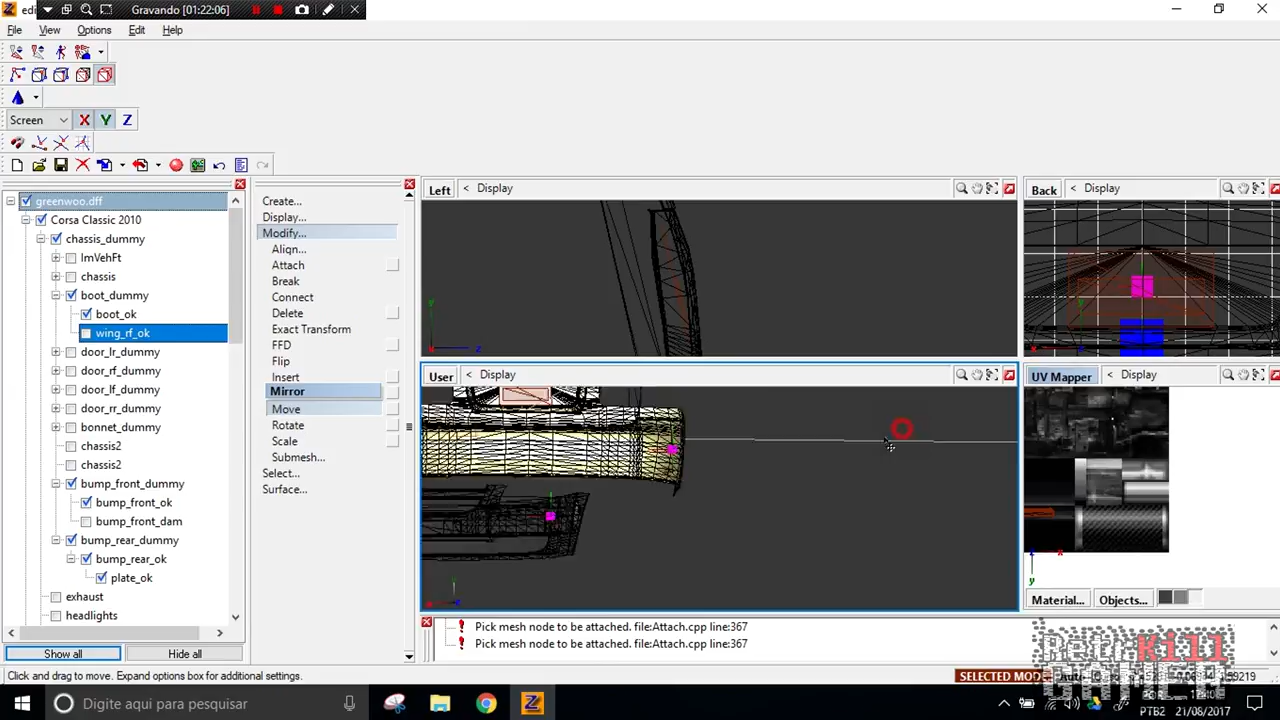 edi
Gravando [01:22:06]
File View Options Edit Help
Screen X Y Z
greenwoo.dff
Corsa Classic 2010
chassis_dummy
ImVehFt
chassis
boot_dummy
boot_ok
wing_rf_ok
door_lr_dummy
door_rf_dummy
door_lf_dummy
door_rr_dummy
bonnet_dummy
chassis2
chassis2
bump_front_dummy
bump_front_ok
bump_front_dam
bump_rear_dummy
bump_rear_ok
plate_ok
exhaust
headlights
Show all Hide all
Create...
Display...
Modify...
Align...
Attach
Break
Connect
Delete
Exact Transform
FFD
Flip
Insert
Mirror
Move
Rotate
Scale
Submesh...
Select...
Surface...
Left < Display
Back < Display
User < Display
UV Mapper < Display
Material... Objects...
Pick mesh node to be attached. file:Attach.cpp line:367
Pick mesh node to be attached. file:Attach.cpp line:367
Click and drag to move. Expand options box for additional settings.
SELECTED MOD
RetroKill
GAMER
Digite aqui para pesquisar
PTB2 21/08/2017